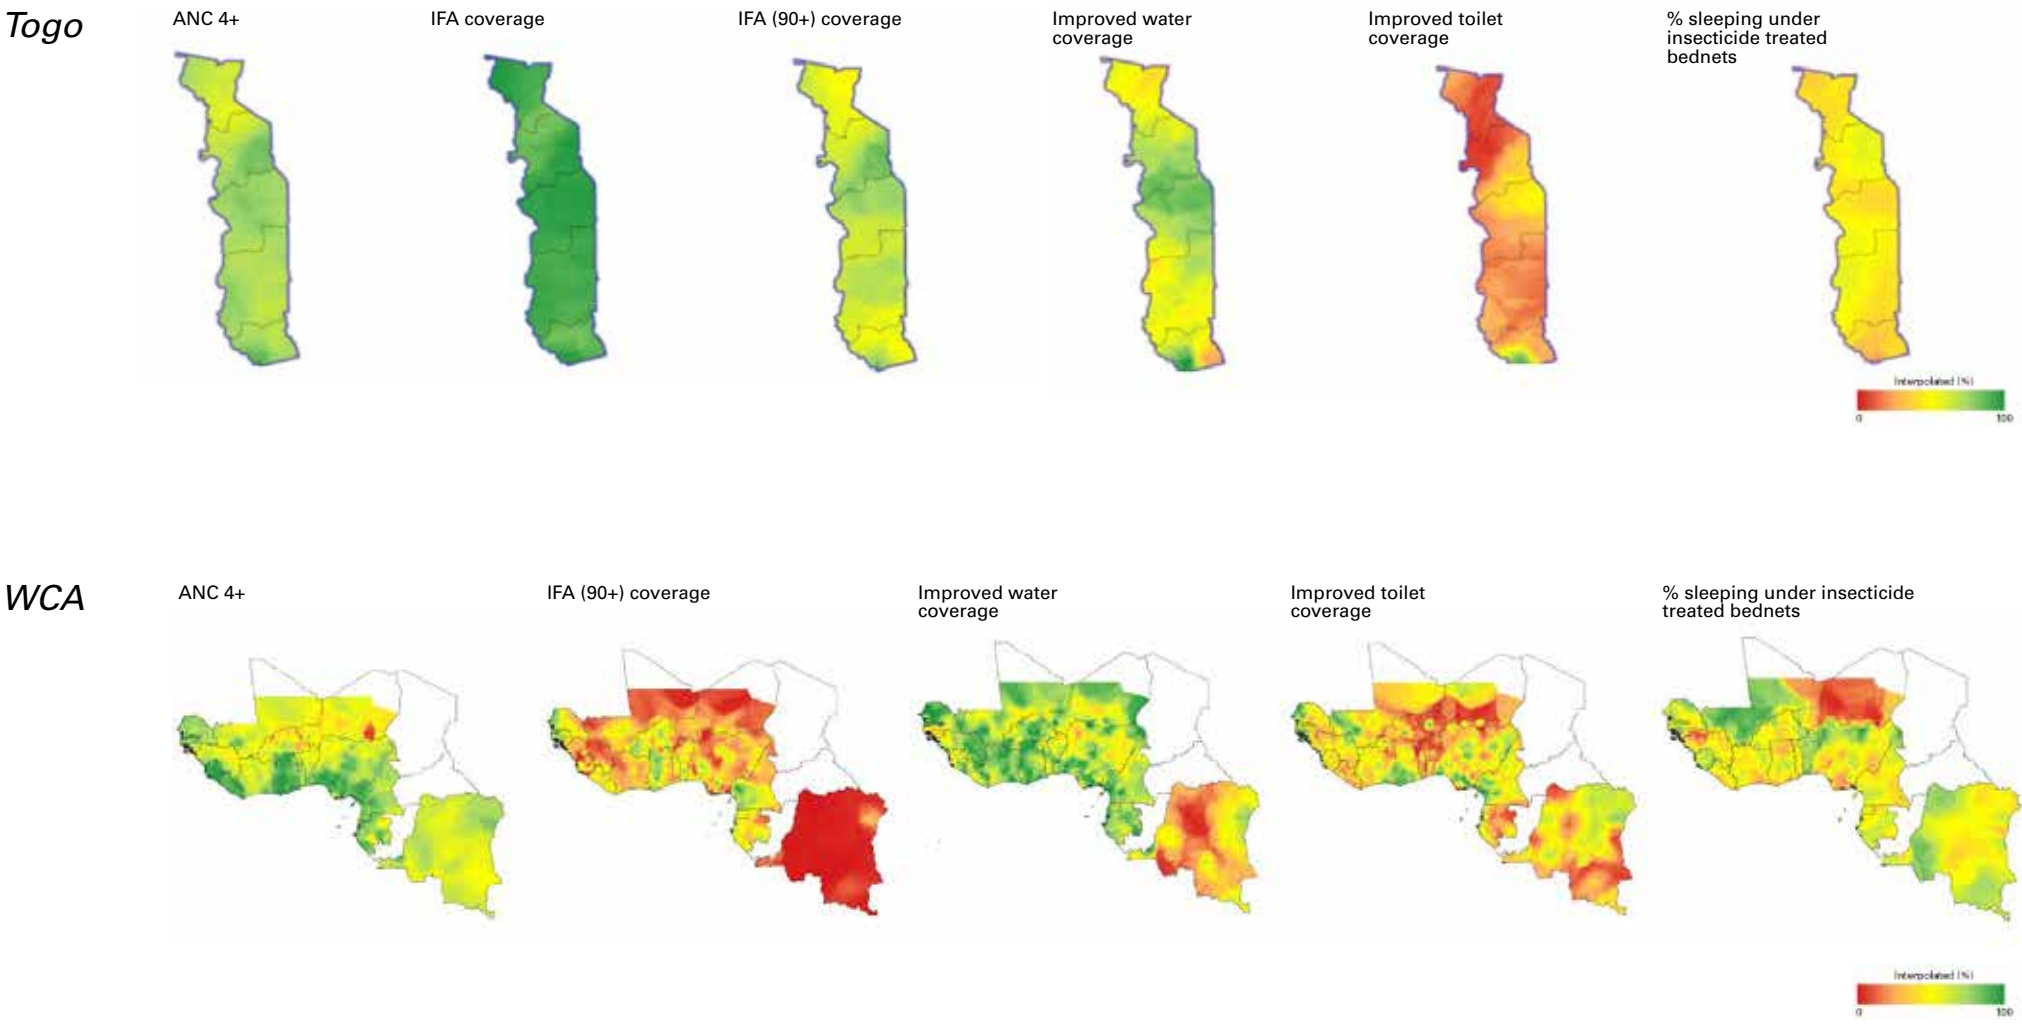 Togo
ANC 4+
IFA coverage
IFA (90+) coverage
Improved water
coverage
Improved toilet
coverage
% sleeping under
insecticide treated
bednets
Interpolated (%)
0
100
WCA
ANC 4+
IFA (90+) coverage
Improved water
coverage
Improved toilet
coverage
% sleeping under insecticide
treated bednets
Interpolated (%)
0
100